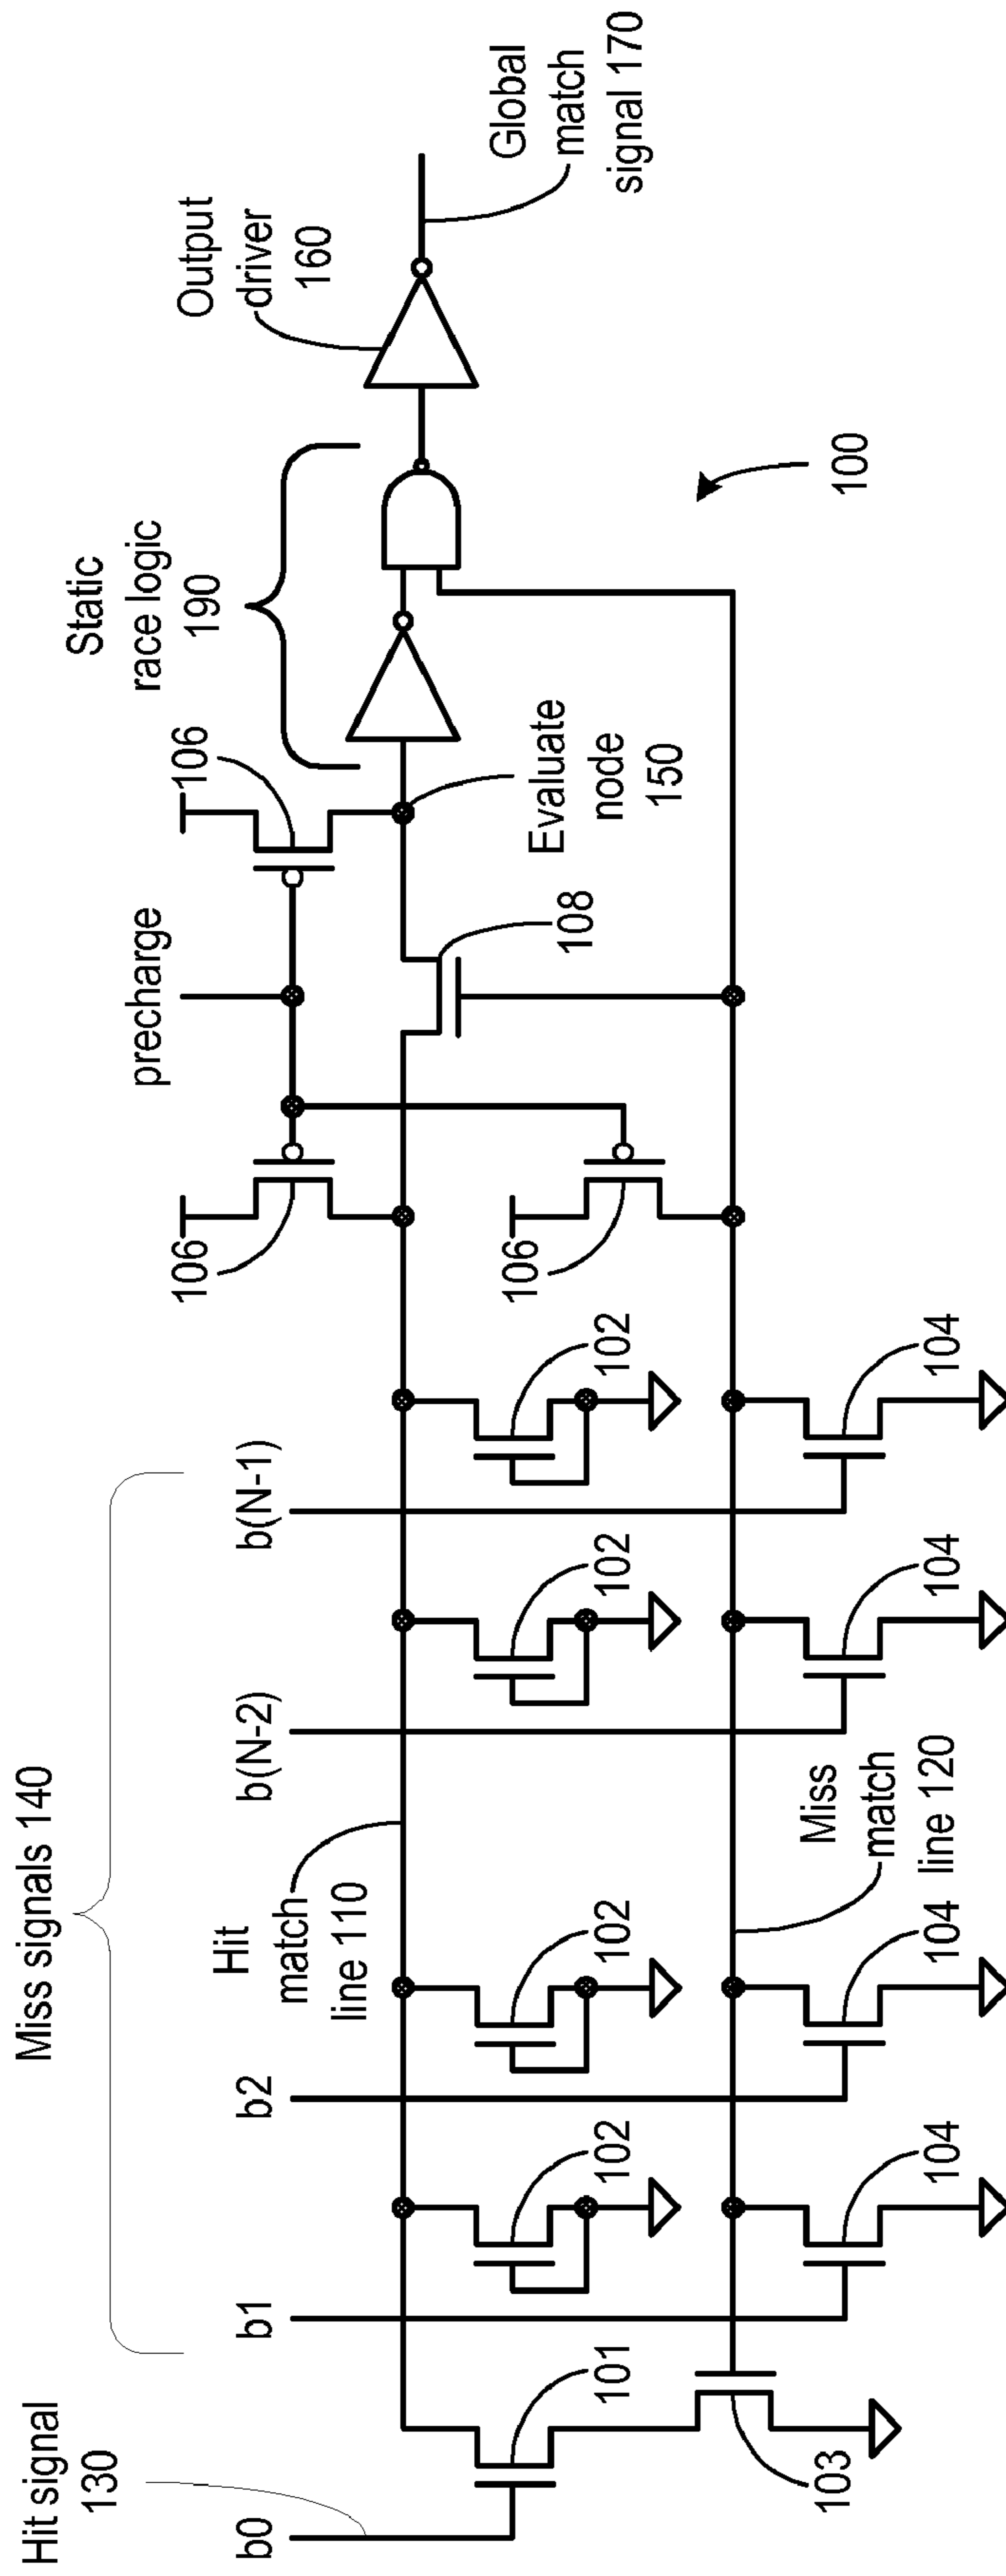 Miss signals 140
Hit signal
130
b0
b1
b2
b(N-2)
b(N-1)
precharge
Static
race logic
190
Output
driver
160
Global
match
signal 170
Hit
match
line 110
106
106
106
108
Evaluate
node
150
101
102
102
102
102
103
104
104
104
104
Miss
match
line 120
100